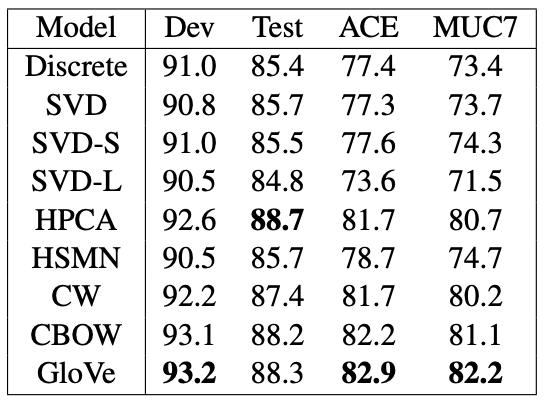 Model Dev Test ACE MUC7
Discrete 91.0 85.4 77.4 73.4
SVD 90.8 85.7 77.3 73.7
SVD-S 91.0 85.5 77.6 74.3
SVD-L 90.5 84.8 73.6 71.5
HPCA 92.6 88.7 81.7 80.7
HSMN 90.5 85.7 78.7 74.7
CW 92.2 87.4 81.7 80.2
CBOW 93.1 88.2 82.2 81.1
GloVe 93.2 88.3 82.9 82.2